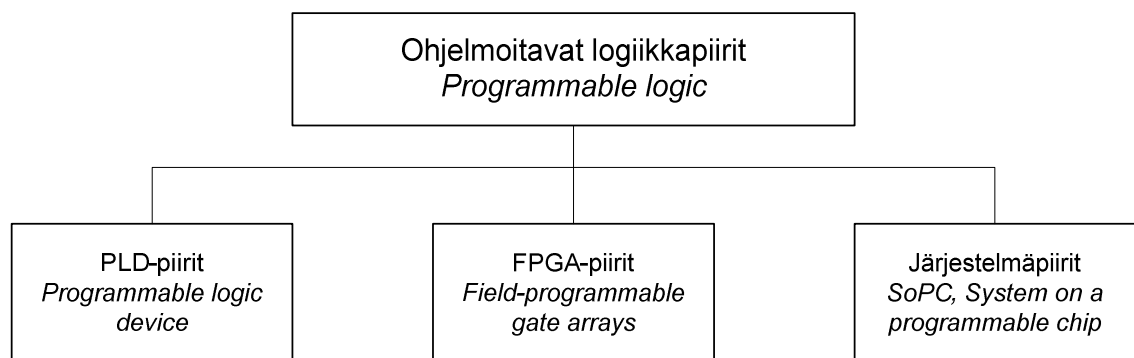 Ohjelmoitavat logiikkapiirit
Programmable logic
PLD-piirit
Programmable logic
device
FPGA-piirit
Field-programmable
gate arrays
Järjestelmäpiirit
SoPC, System on a
programmable chip